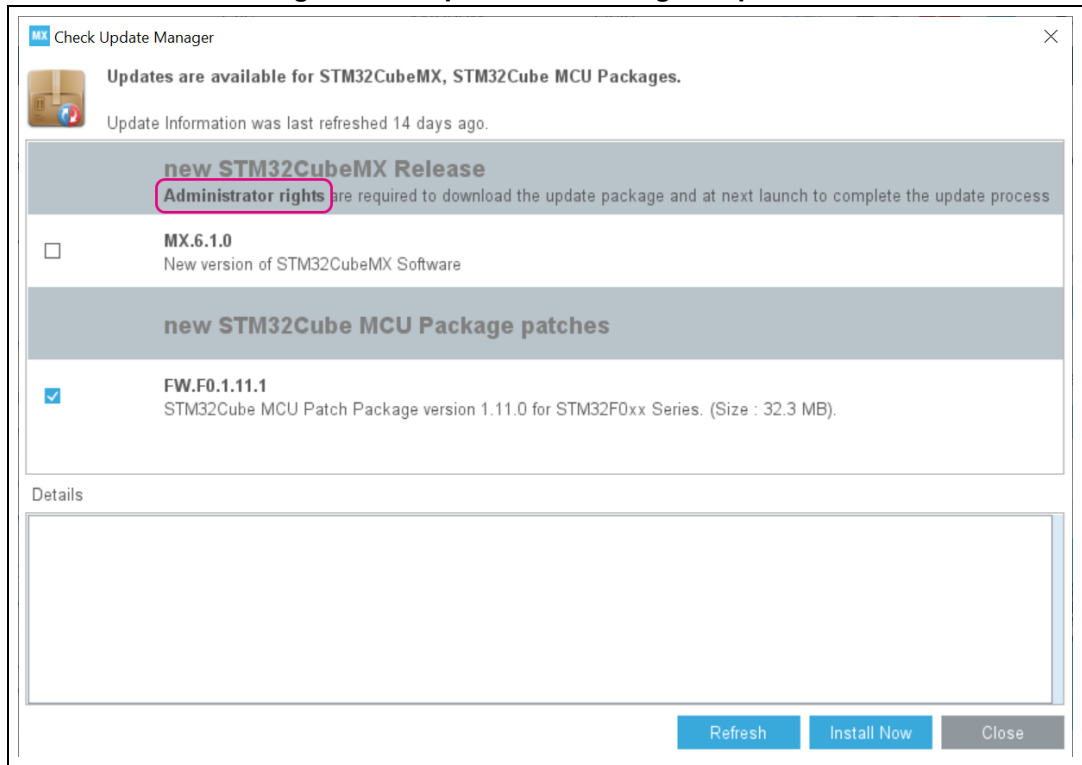 MX Check Update Manager
Updates are available for STM32CubeMX, STM32Cube MCU Packages.
Update Information was last refreshed 14 days ago.
new STM32CubeMX Release
Administrator rights are required to download the update package and at next launch to complete the update process
MX.6.1.0
New version of STM32CubeMX Software
new STM32Cube MCU Package patches
FW.F0.1.11.1
STM32Cube MCU Patch Package version 1.11.0 for STM32F0xx Series. (Size : 32.3 MB).
Details
Refresh Install Now Close